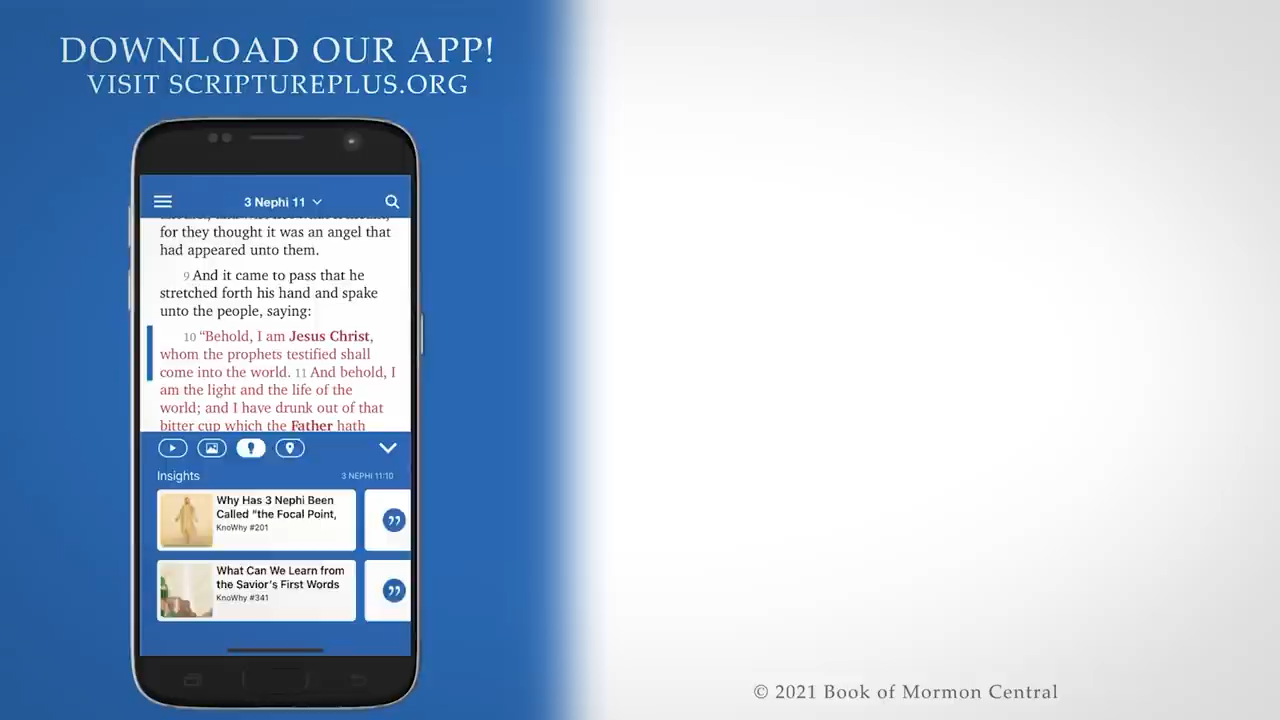 DOWNLOAD OUR APP!
VISIT SCRIPTUREPLUS.ORG
3 Nephi 11
for they thought it was an angel that
had appeared unto them.
9 And it came to pass that he
stretched forth his hand and spake
unto the people, saying:
10 “Behold, I am Jesus Christ,
whom the prophets testified shall
come into the world. 11 And behold, I
am the light and the life of the
world; and I have drunk out of that
bitter cup which the Father hath
Insights
3 NEPHI 11:10
Why Has 3 Nephi Been
Called "the Focal Point,
KnoWhy #201
What Can We Learn from
the Savior's First Words
KnoWhy #341
© 2021 Book of Mormon Central